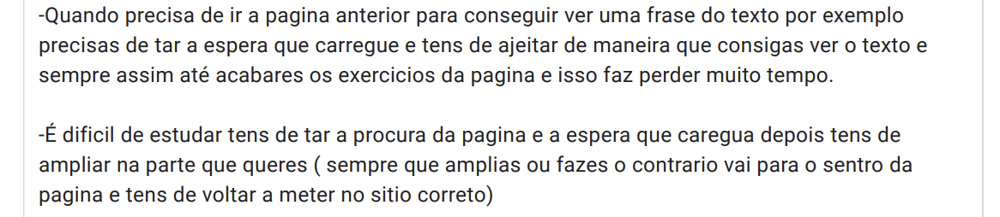 -Quando precisa de ir a pagina anterior para conseguir ver uma frase do texto por exemplo
precisas de tar a espera que carregue e tens de ajeitar de maneira que consigas ver o texto e
sempre assim até acabares os exercicios da pagina e isso faz perder muito tempo.
-É dificil de estudar tens de tar a procura da pagina e a espera que caregua depois tens de
ampliar na parte que queres ( sempre que amplias ou fazes o contrario vai para o sentro da
pagina e tens de voltar a meter no sitio correto)